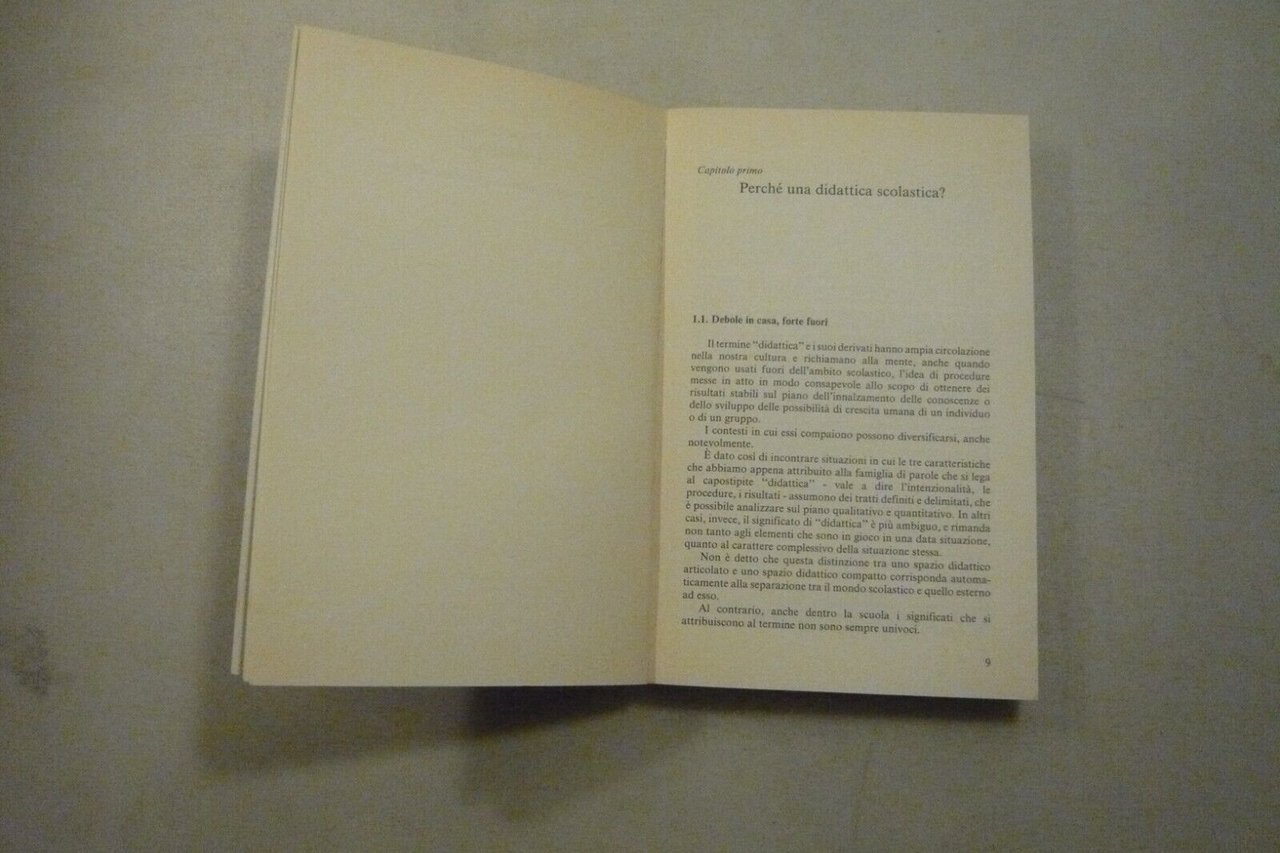 Capitolo primo
Perché una didattica scolastica?
1.1. Debole in casa, forte fuori
Il termine "didattica" e i suoi derivati hanno ampia circolazione
nella nostra cultura e richiamano alla mente, anche quando
vengono usati fuori dell'ambito scolastico, l'idea di procedure
messe in atto in modo consapevole allo scopo di ottenere dei
risultati stabili sul piano dell'innalzamento delle conoscenze o
dello sviluppo delle possibilità di crescita umana di un individuo
o di un gruppo.
I contesti in cui essi compaiono possono diversificarsi, anche
notevolmente.
È dato così di incontrare situazioni in cui le tre caratteristiche
che abbiamo appena attribuito alla famiglia di parole che si lega
al capostipite "didattica" - vale a dire l'intenzionalità, le
procedure, i risultati - assumono dei tratti definiti e delimitati, che
è possibile analizzare sul piano qualitativo e quantitativo. In altri
casi, invece, il significato di "didattica" è più ambiguo, e rimanda
non tanto agli elementi che sono in gioco in una data situazione,
quanto al carattere complessivo della situazione stessa.
Non è detto che questa distinzione tra uno spazio didattico
articolato e uno spazio didattico compatto corrisponda automa-
ticamente alla separazione tra il mondo scolastico e quello esterno
ad esso.
Al contrario, anche dentro la scuola i significati che si
attribuiscono al termine non sono sempre univoci.
9